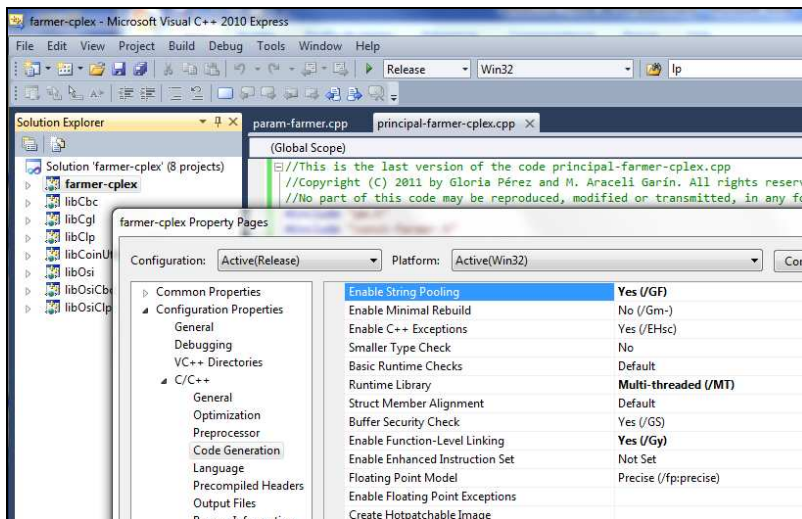 farmer-cplex - Microsoft Visual C++ 2010 Express
File Edit View Project Build Debug Tools Window Help
Release Win32 lp
Solution Explorer
param-farmer.cpp principal-farmer-cplex.cpp
(Global Scope)
Solution 'farmer-cplex' (8 projects)
farmer-cplex
libCbc
libCgl
libClp
libCoinUt
libOsi
libOsiCbc
libOsiClp
//This is the last version of the code principal-farmer-cplex.cpp
//Copyright (C) 2011 by Gloria Pérez and M. Araceli Garín. All rights reserv
//No part of this code may be reproduced, modified or transmitted, in any fo
farmer-cplex Property Pages
Configuration: Active(Release) Platform: Active(Win32) Con
Common Properties
Configuration Properties
General
Debugging
VC++ Directories
C/C++
General
Optimization
Preprocessor
Code Generation
Language
Precompiled Headers
Output Files
Enable String Pooling Yes (/GF)
Enable Minimal Rebuild No (/Gm-)
Enable C++ Exceptions Yes (/EHsc)
Smaller Type Check No
Basic Runtime Checks Default
Runtime Library Multi-threaded (/MT)
Struct Member Alignment Default
Buffer Security Check Yes (/GS)
Enable Function-Level Linking Yes (/Gy)
Enable Enhanced Instruction Set Not Set
Floating Point Model Precise (/fp:precise)
Enable Floating Point Exceptions
Create Hotpatchable Image